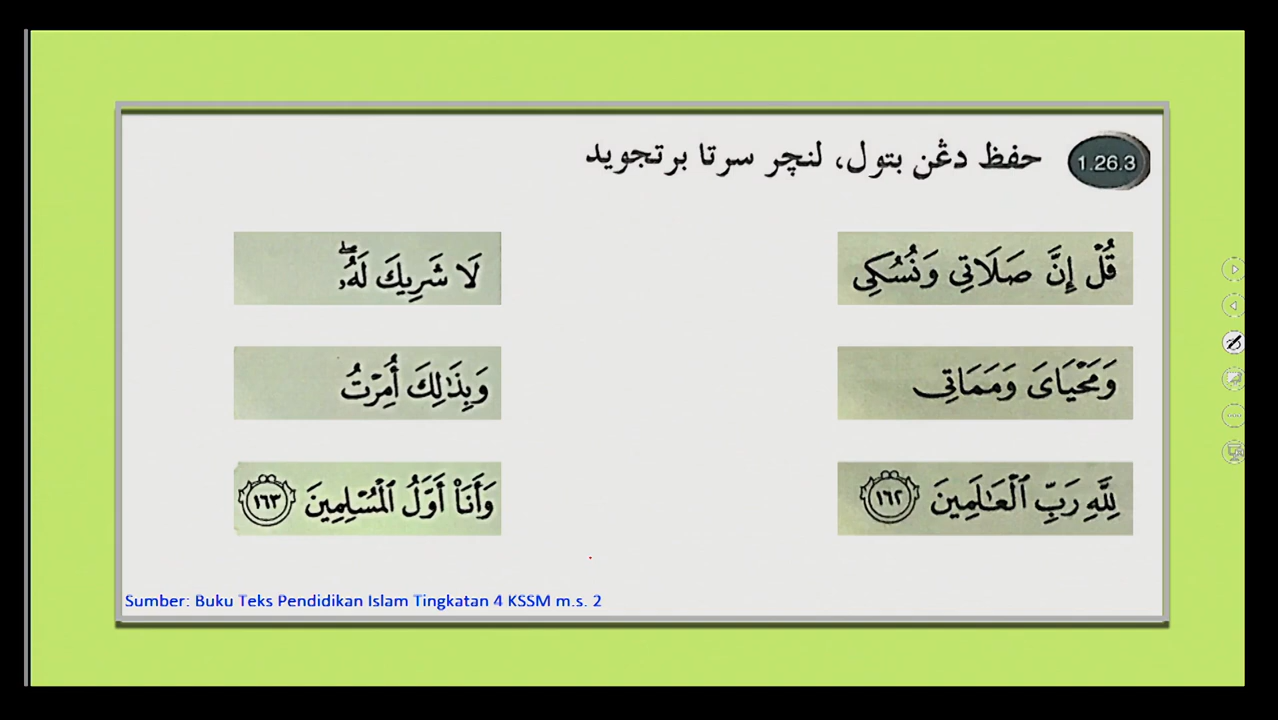 1.26.3 حفظ دڠن بتول، لنچر سرتا برتجويد
قُلْ إِنَّ صَلَاتِى وَنُسُكِى
وَمَحْيَاىَ وَمَمَاتِى
لِلَّهِ رَبِّ ٱلْعَـٰلَمِينَ ١٦٢
لَا شَرِيكَ لَهُۥۖ
وَبِذَٰلِكَ أُمِرْتُ
وَأَنَا۠ أَوَّلُ ٱلْمُسْلِمِينَ ١٦٣
Sumber: Buku Teks Pendidikan Islam Tingkatan 4 KSSM m.s. 2